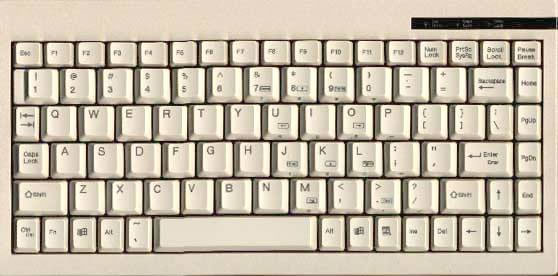 Esc F1 F2 F3 F4 F5 F6 F7 F8 F9 F10 F11 F12 Num Lock PrtSc SysRq Scroll Lock Pause Break
! 1 @ 2 # 3 $ 4 % 5 ^ 6 & 7 * 8 ( 9 ) 0 - + = Backspace Home
Q W E R T Y U I O P { [ } ] : \ PgUp
Caps Lock A S D F G H J K L : ; " ' Enter PgDn
Shift Z X C V B N M < , > . ? / Shift End
Ctrl Fn Alt ~ Alt Ins Del